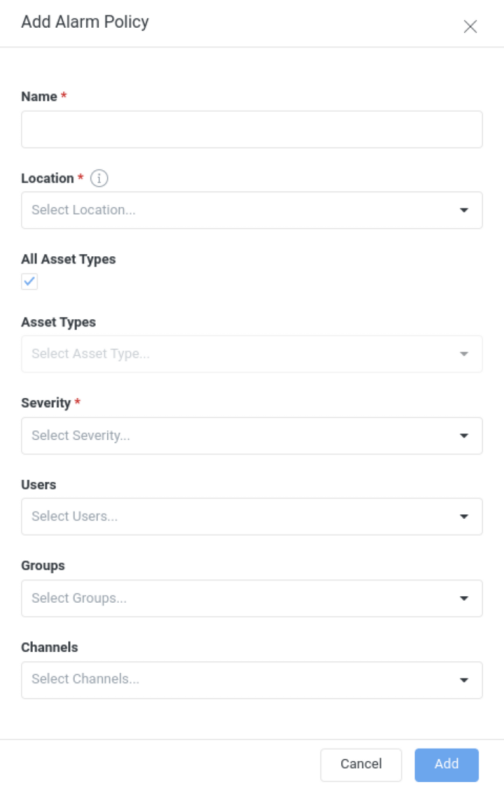 Add Alarm Policy
Name *
Location *
Select Location...
All Asset Types
Asset Types
Select Asset Type...
Severity *
Select Severity...
Users
Select Users...
Groups
Select Groups...
Channels
Select Channels...
Cancel Add